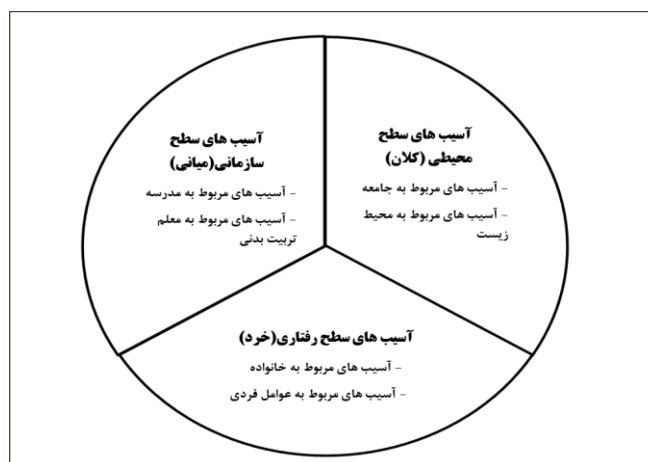 آسیب های سطح
محیطی (کلان)
- آسیب های مربوط به جامعه
- آسیب های مربوط به محیط
زیست
آسیب های سطح
سازمانی(میانی)
- آسیب های مربوط به مدرسه
- آسیب های مربوط به معلم
تربیت بدنی
آسیب های سطح رفتاری(خرد)
- آسیب های مربوط به خانواده
- آسیب های مربوط به عوامل فردی